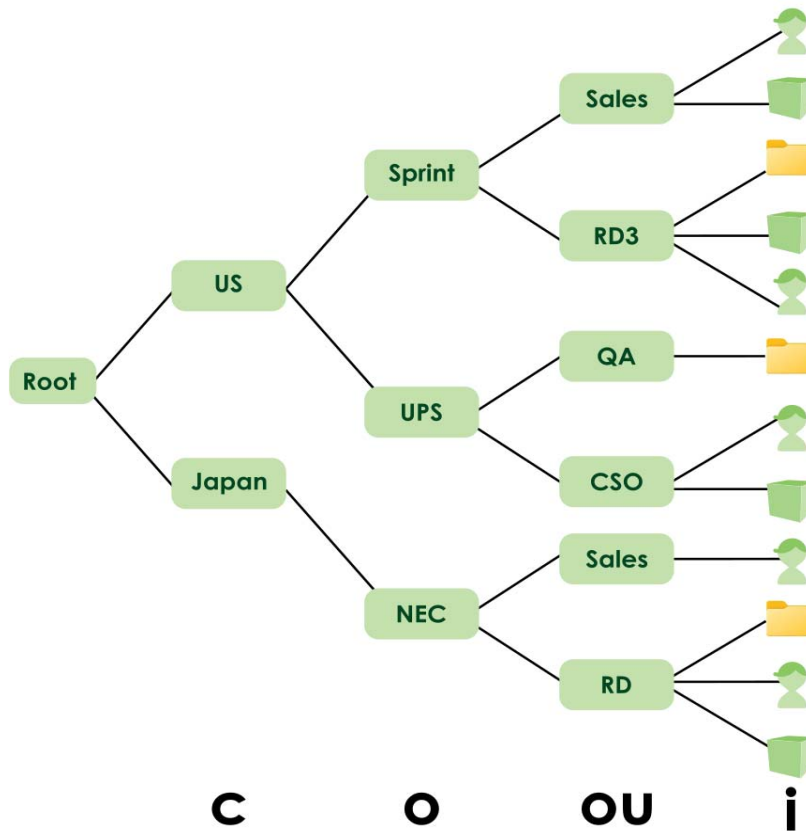 Sales
Sprint
RD3
US
QA
Root
UPS
Japan
CSO
Sales
NEC
RD
C O OU i